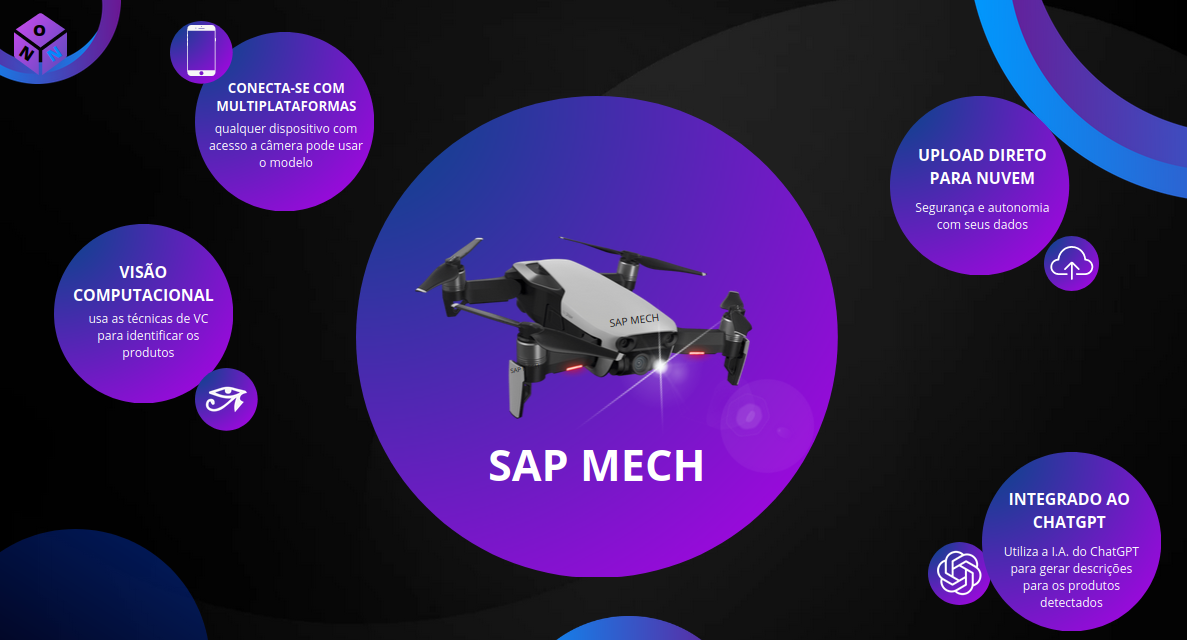 O
N
N
CONECTA-SE COM
MULTIPLATAFORMAS
qualquer dispositivo com
acesso a câmera pode usar
o modelo
VISÃO
COMPUTACIONAL
usa as técnicas de VC
para identificar os
produtos
SAP MECH
SAP
SAP MECH
UPLOAD DIRETO
PARA NUVEM
Segurança e autonomia
com seus dados
INTEGRADO AO
CHATGPT
Utiliza a I.A. do ChatGPT
para gerar descrições
para os produtos
detectados